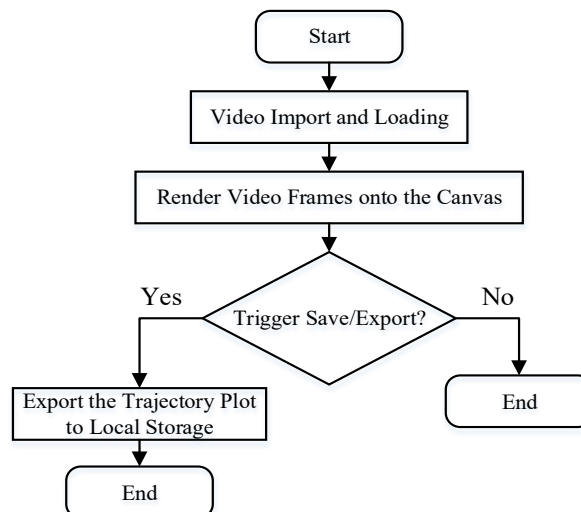 Start
Video Import and Loading
Render Video Frames onto the Canvas
Yes
Trigger Save/Export?
No
Export the Trajectory Plot
to Local Storage
End
End